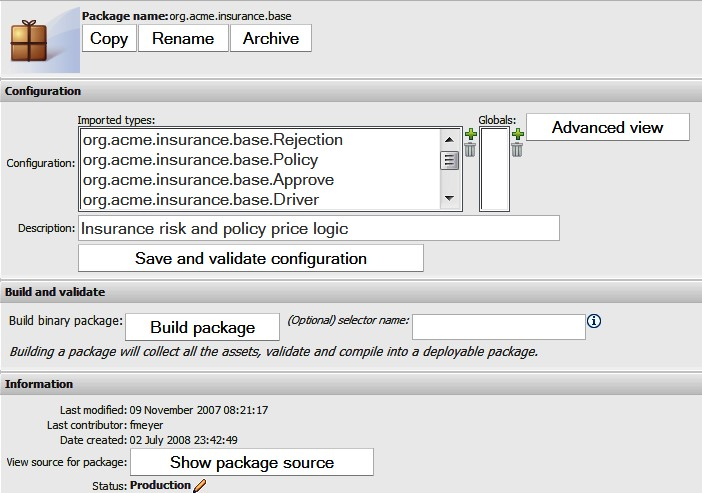 Package name:org.acme.insurance.base
Copy Rename Archive
Configuration
Imported types: Globals:
Advanced view
Configuration:
org.acme.insurance.base.Rejection
org.acme.insurance.base.Policy
org.acme.insurance.base.Approve
org.acme.insurance.base.Driver
Description: Insurance risk and policy price logic
Save and validate configuration
Build and validate
Build binary package: Build package (Optional) selector name:
Building a package will collect all the assets, validate and compile into a deployable package.
Information
Last modified: 09 November 2007 08:21:17
Last contributor: fmeyer
Date created: 02 July 2008 23:42:49
View source for package: Show package source
Status: Production